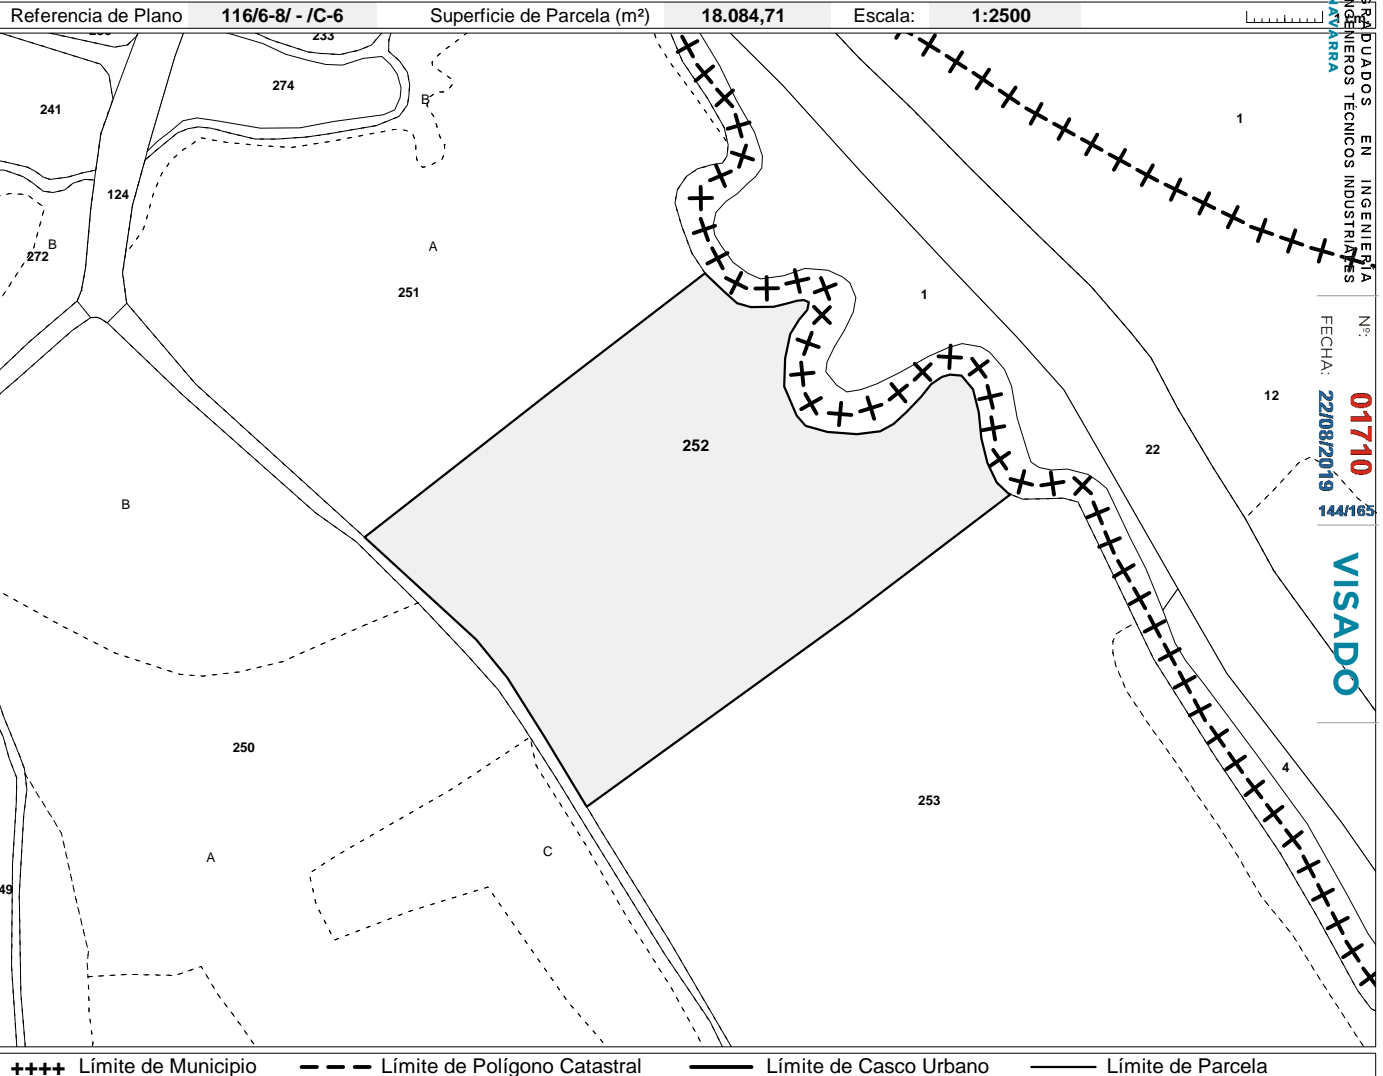 Referencia de Plano 116/6-8/ - /C-6 Superficie de Parcela (m²) 18.084,71 Escala: 1:2500
233
274
241
B
1
124
B
272
A
251
1
12
252
22
B
250
4
253
A
C
49
GRADUADOS EN INGENIERÍA
INGENIEROS TÉCNICOS INDUSTRIALES
NAVARRA
Nº: 01710
FECHA: 22/08/2019
144/165
VISADO
++++ Límite de Municipio Límite de Polígono Catastral Límite de Casco Urbano Límite de Parcela